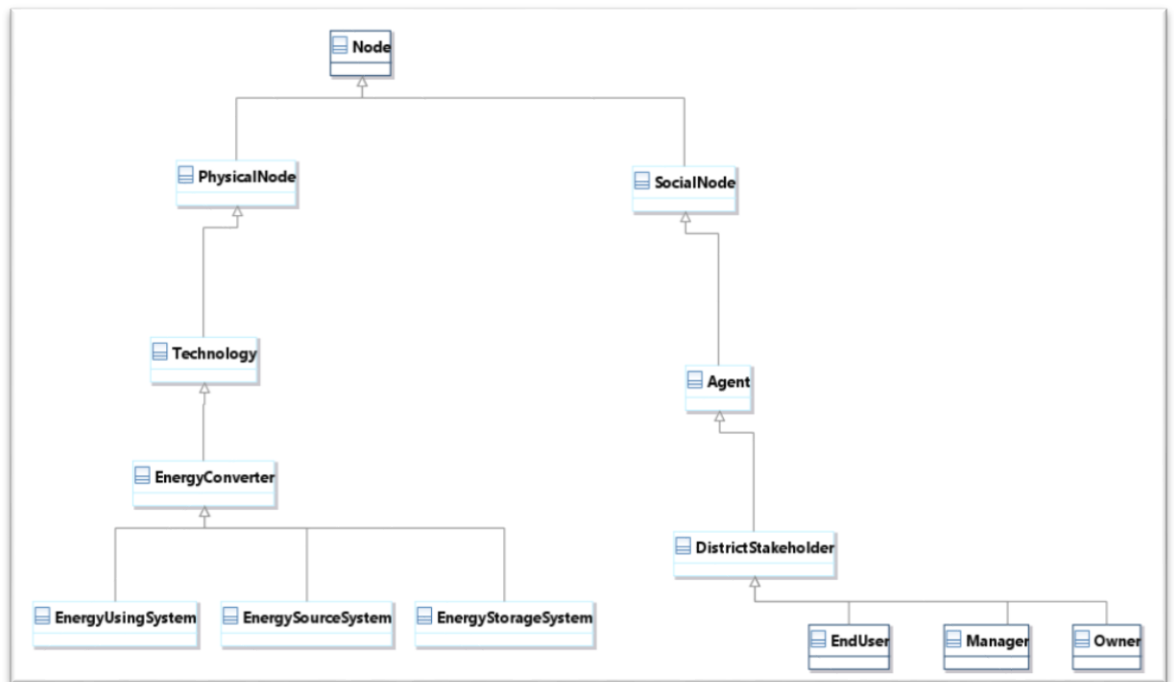 Node
PhysicalNode
SocialNode
Technology
Agent
EnergyConverter
DistrictStakeholder
EnergyUsingSystem
EnergySourceSystem
EnergyStorageSystem
EndUser
Manager
Owner